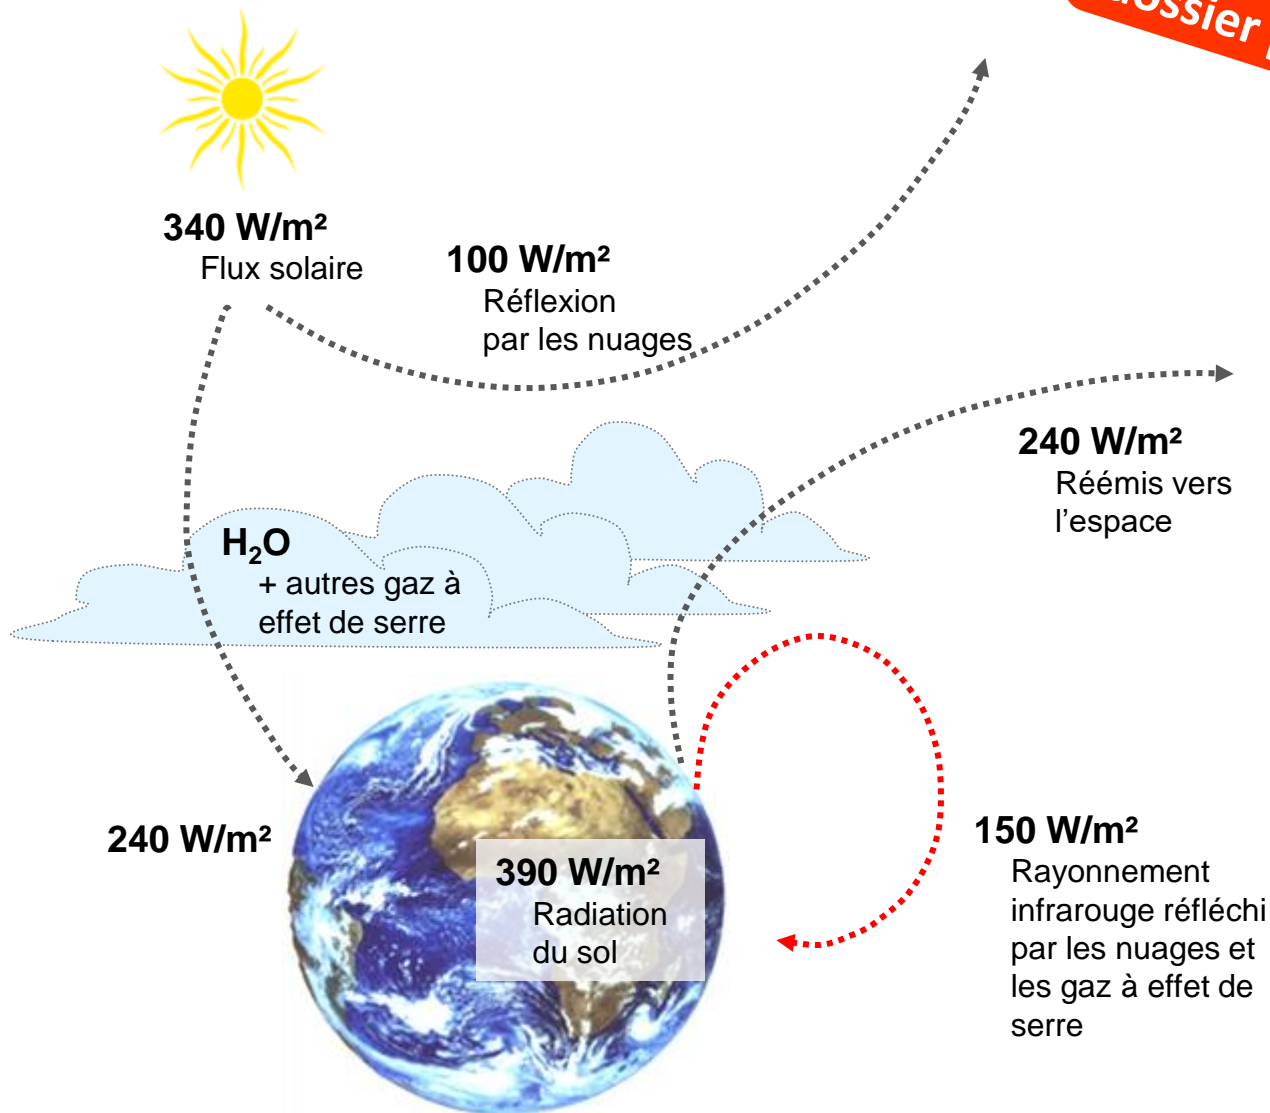 dossier
340 W/m²
Flux solaire
100 W/m²
Réflexion
par les nuages
240 W/m²
Réémis vers
l’espace
H₂O
+ autres gaz à
effet de serre
240 W/m²
390 W/m²
Radiation
du sol
150 W/m²
Rayonnement
infrarouge réfléchi
par les nuages et
les gaz à effet de
serre